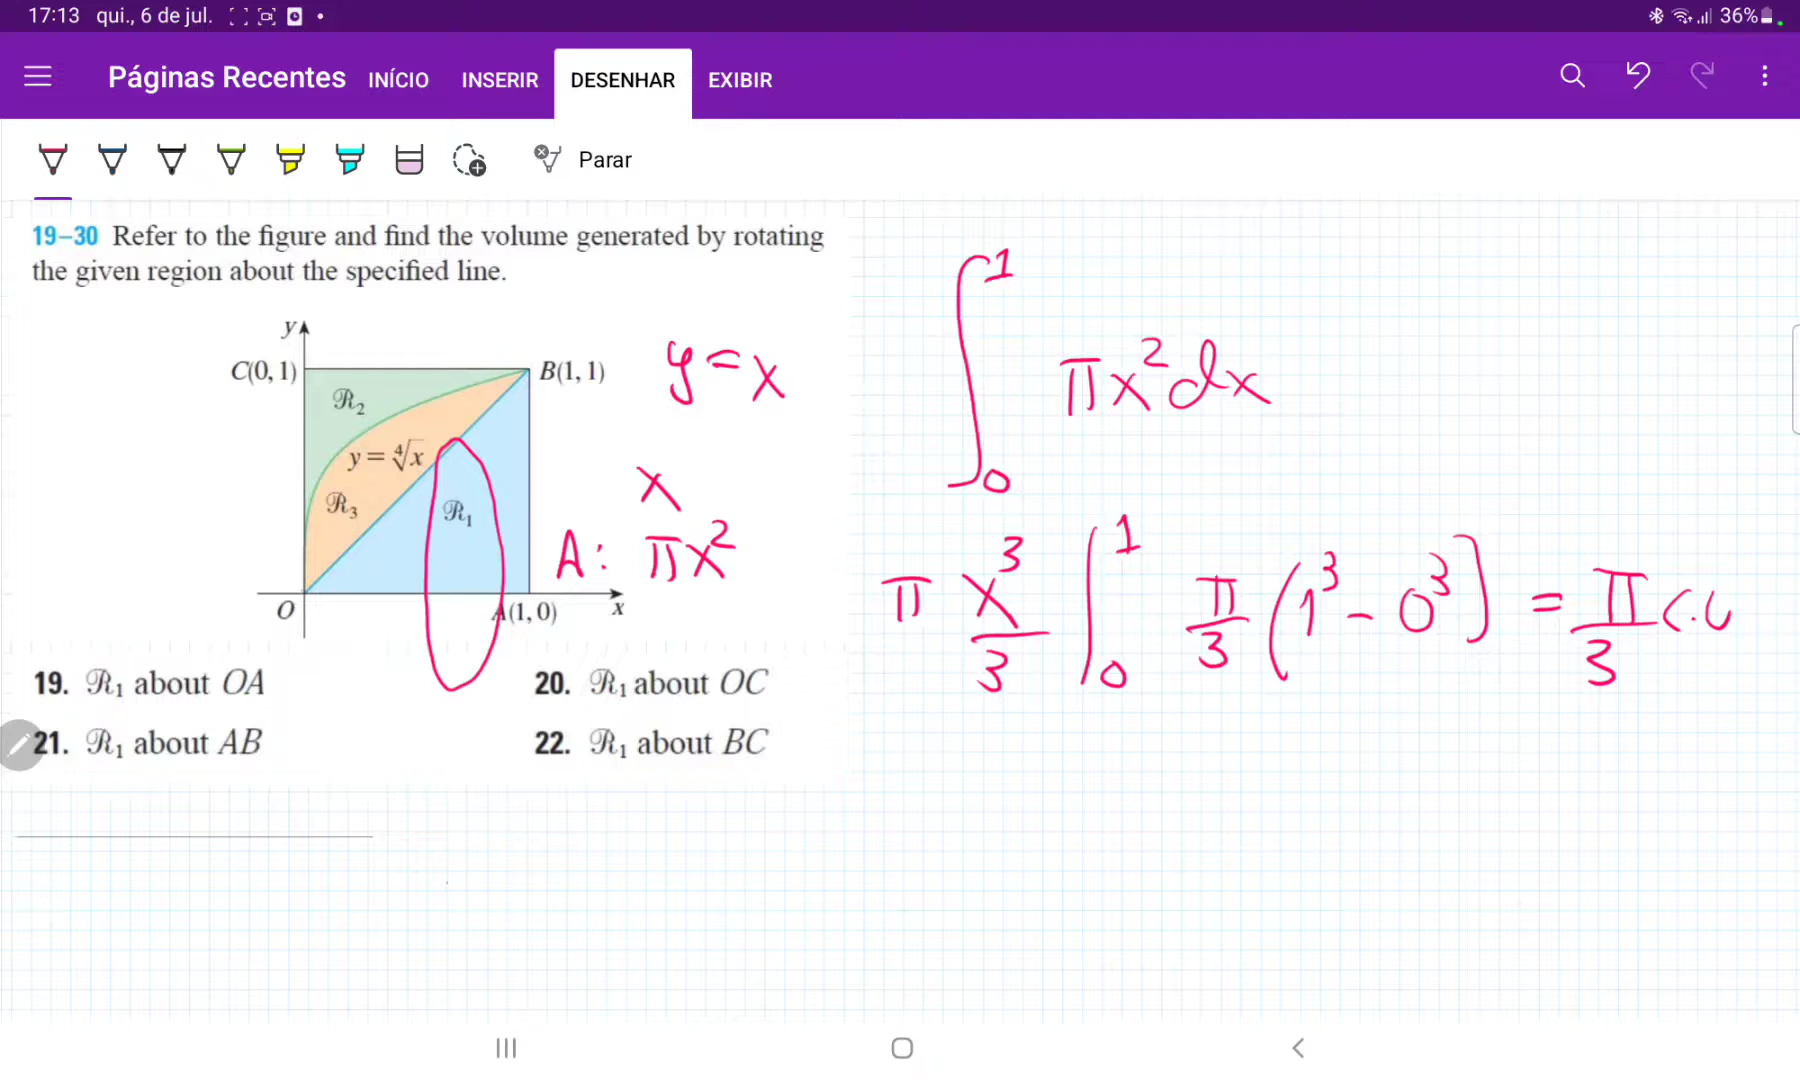 17:13 qui., 6 de jul. 36%
Páginas Recentes INÍCIO INSERIR DESENHAR EXIBIR
Parar
19–30 Refer to the figure and find the volume generated by rotating
the given region about the specified line.
y
C(0, 1)
B(1, 1)
ℛ₂
y = ∜x
ℛ₃
ℛ₁
O
A(1, 0)
x
y = x
x
A: πx²
∫₀¹ πx² dx
π x³/3 |₀¹ π/3 (1³ - 0³) = π/3 c.u
19. ℛ₁ about OA
20. ℛ₁ about OC
21. ℛ₁ about AB
22. ℛ₁ about BC